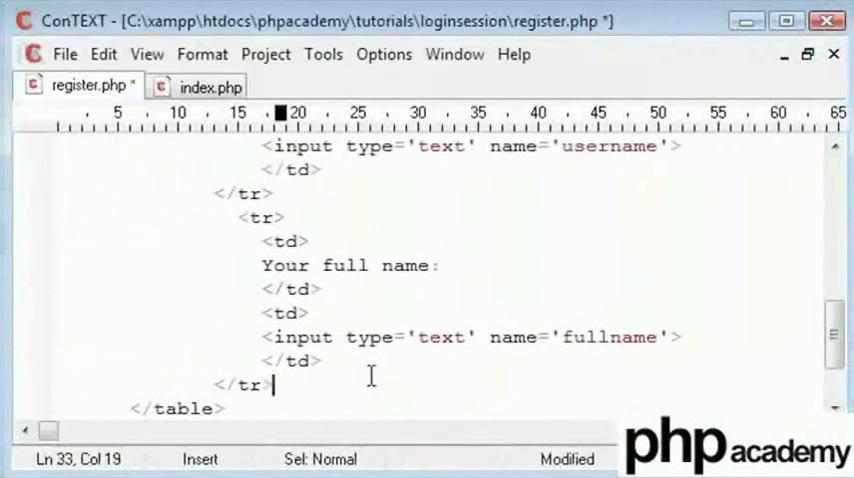 ConTEXT - [C:\xampp\htdocs\phpacademy\tutorials\loginsession\register.php *]
File Edit View Format Project Tools Options Window Help
register.php * index.php
5 10 15 20 25 30 35 40 45 50 55 60 65
<input type='text' name='username'>
</td>
</tr>
<tr>
<td>
Your full name:
</td>
<td>
<input type='text' name='fullname'>
</td>
</tr>
</table>
Ln 33, Col 19 Insert Sel: Normal Modified
php academy